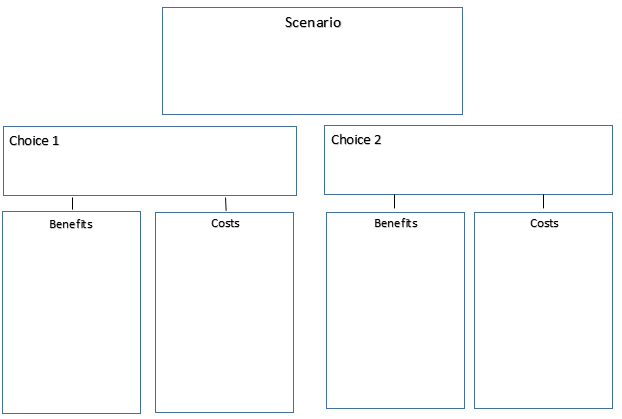 Scenario
Choice 1
Choice 2
Benefits
Costs
Benefits
Costs